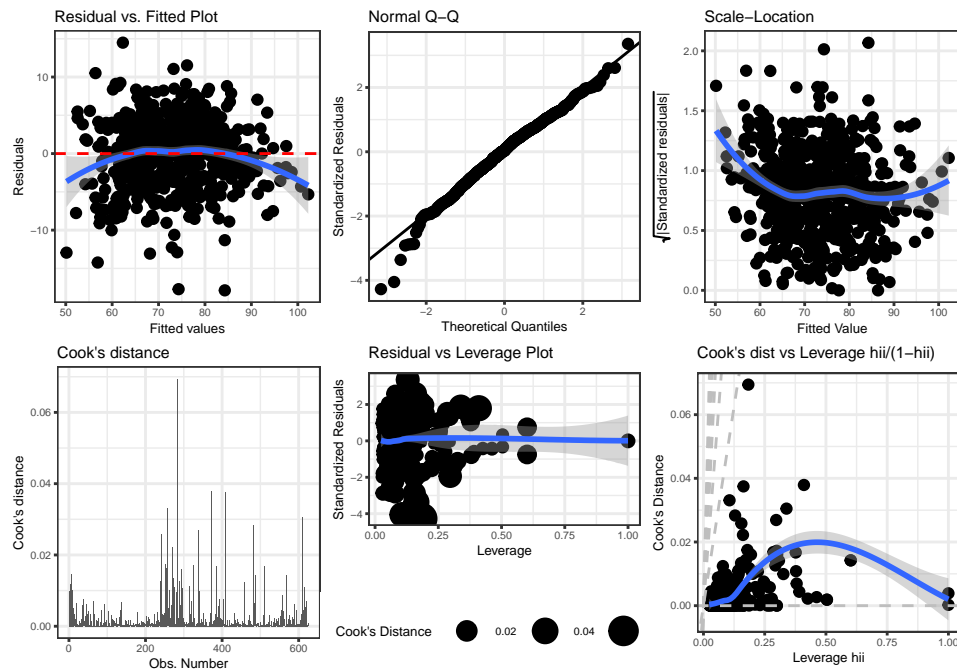 Residual vs. Fitted Plot
Residuals
10
0
−10
50 60 70 80 90 100
Fitted values
Normal Q−Q
Standardized Residuals
2
0
−2
−4
−2 0 2
Theoretical Quantiles
Scale−Location
√|Standardized residuals|
2.0
1.5
1.0
0.5
0.0
50 60 70 80 90 100
Fitted Value
Cook's distance
Cook's distance
0.06
0.04
0.02
0.00
0 200 400 600
Obs. Number
Residual vs Leverage Plot
Standardized Residuals
2
0
−2
−4
0.00 0.25 0.50 0.75 1.00
Leverage
Cook's Distance 0.02 0.04
Cook's dist vs Leverage hii/(1−hii)
Cook's Distance
0.06
0.04
0.02
0.00
0.00 0.25 0.50 0.75 1.00
Leverage hii